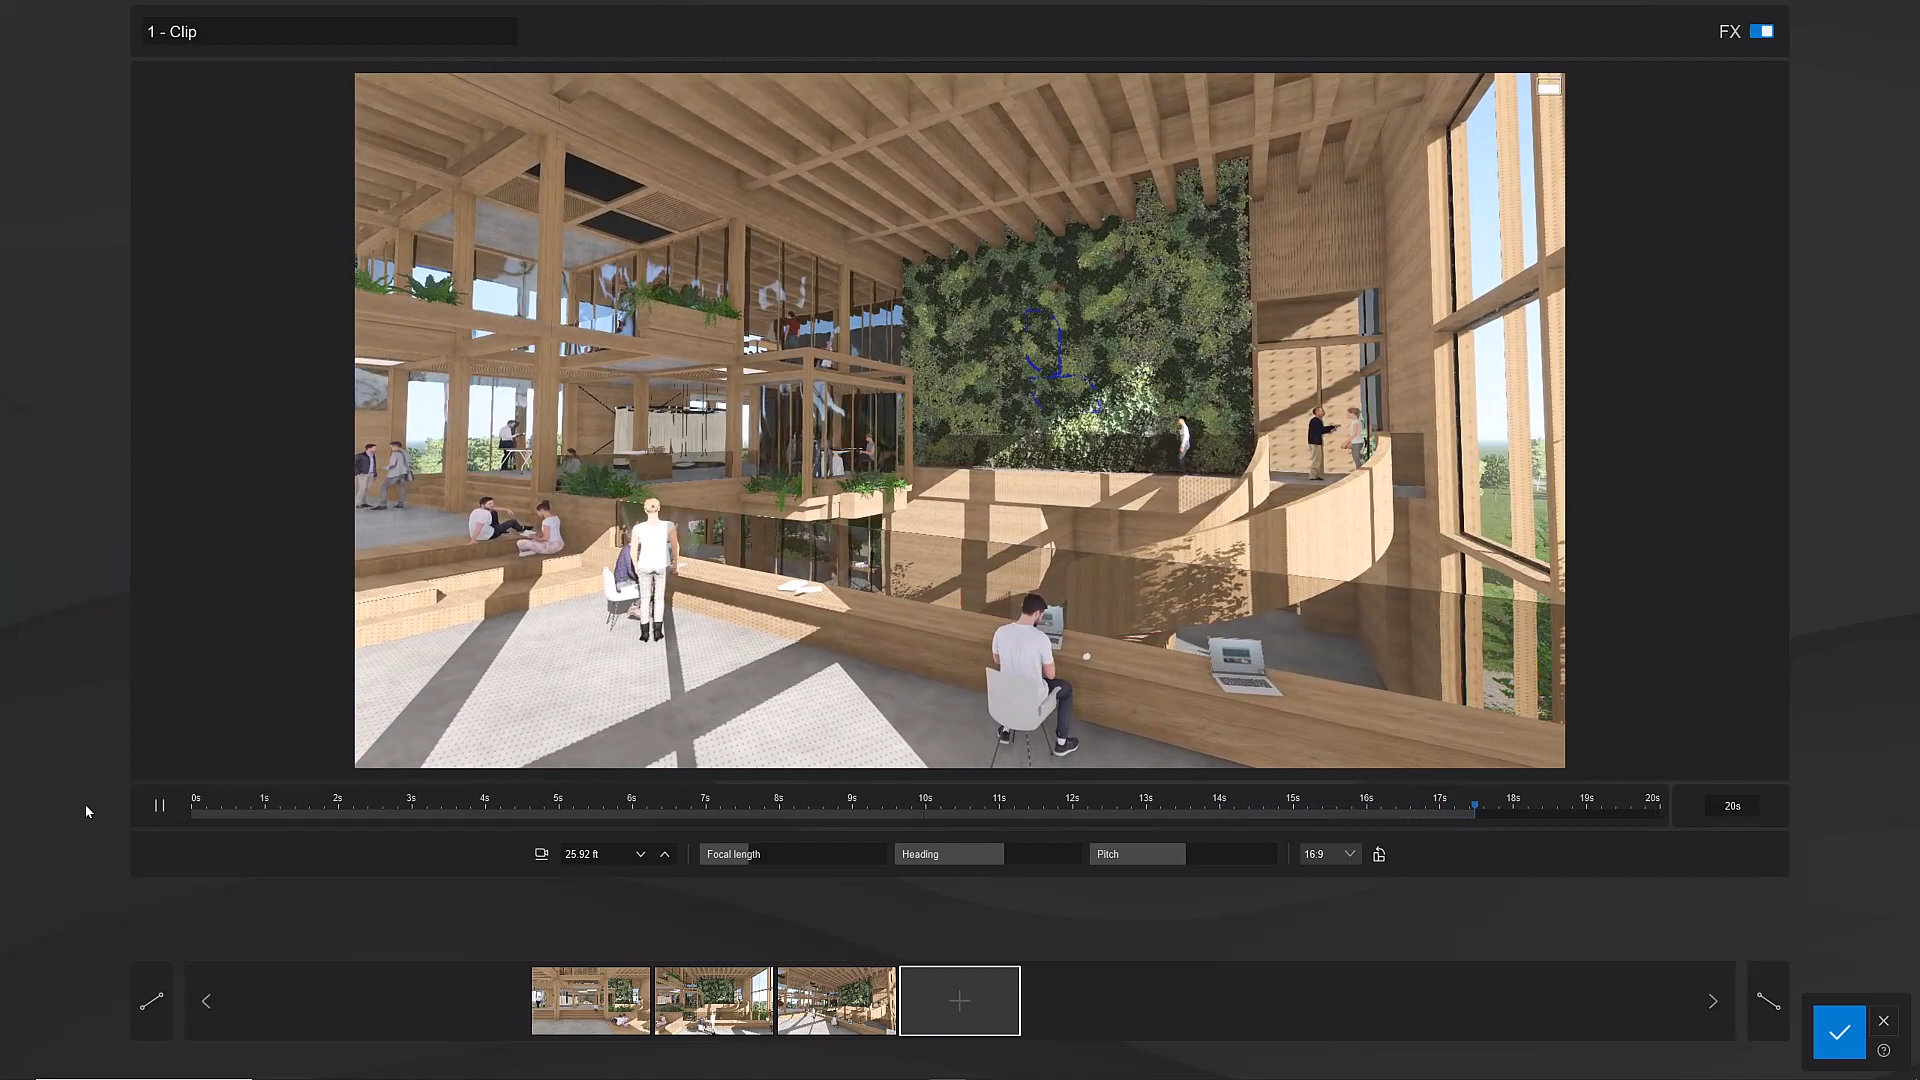 1 - Clip
FX
0s 1s 2s 3s 4s 5s 6s 7s 8s 9s 10s 11s 12s 13s 14s 15s 16s 17s 18s 19s 20s
20s
25.92 ft Focal length Heading Pitch 16:9